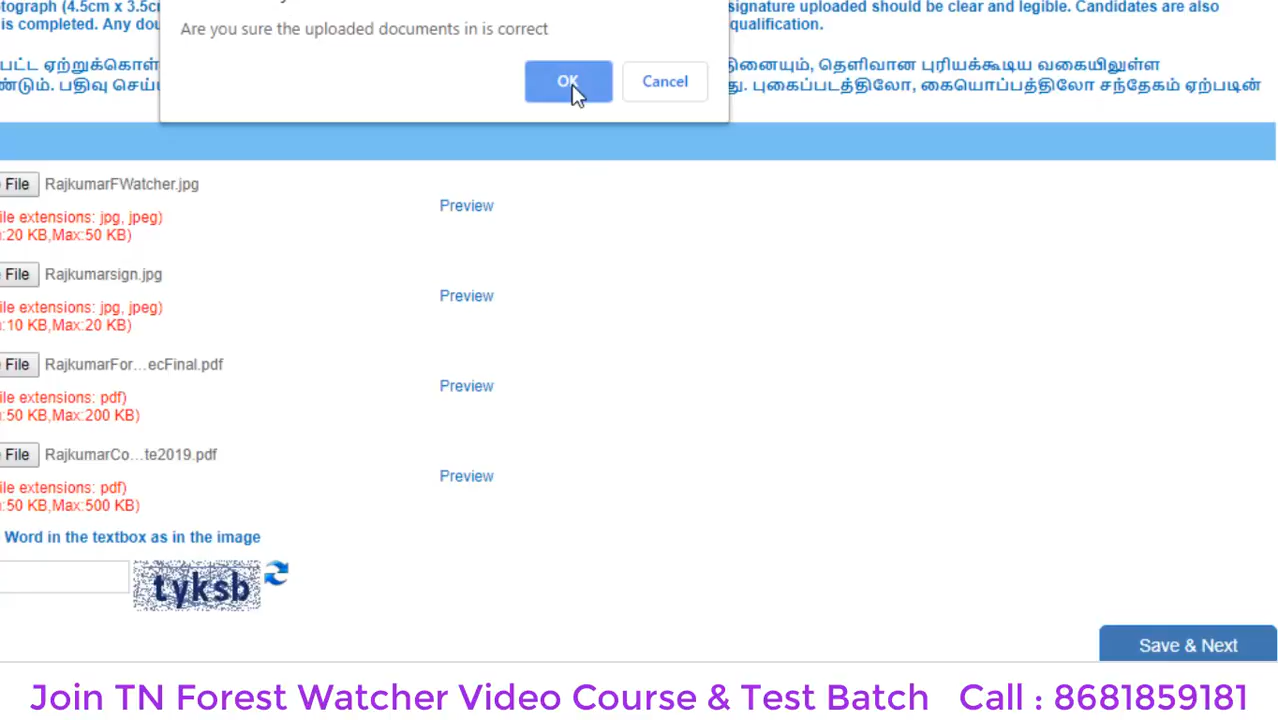 otograph (4.5cm x 3.5c
signature uploaded should be clear and legible. Candidates are also
is completed. Any dou
qualification.
Are you sure the uploaded documents in is correct
பட்ட ஏற்றுக்கொள்
தினையும், தெளிவான புரியக்கூடிய வகையிலுள்ள
ண்டும். பதிவு செய்ய
து. புகைப்படத்திலோ, கையொப்பத்திலோ சந்தேகம் ஏற்படின்
OK
Cancel
File RajkumarFWatcher.jpg
Preview
ile extensions: jpg, jpeg)
:20 KB,Max:50 KB)
File Rajkumarsign.jpg
Preview
ile extensions: jpg, jpeg)
:10 KB,Max:20 KB)
File RajkumarFor...ecFinal.pdf
Preview
ile extensions: pdf)
:50 KB,Max:200 KB)
File RajkumarCo...te2019.pdf
Preview
ile extensions: pdf)
:50 KB,Max:500 KB)
Word in the textbox as in the image
tyksb
Save & Next
Join TN Forest Watcher Video Course & Test Batch Call : 8681859181